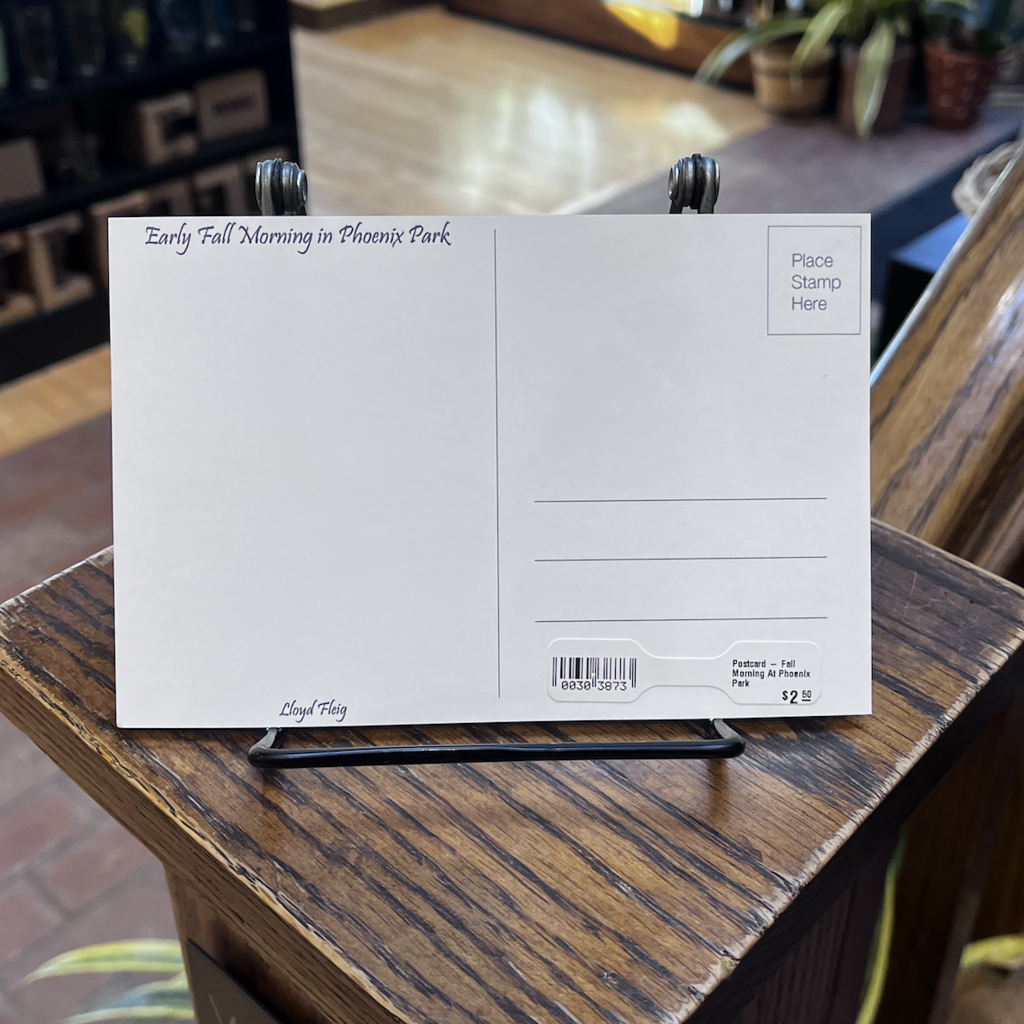 Early Fall Morning in Phoenix Park
Place
Stamp
Here
Postcard – Fall
Morning At Phoenix
Park
0030 3873
$2 50
Lloyd Fleig